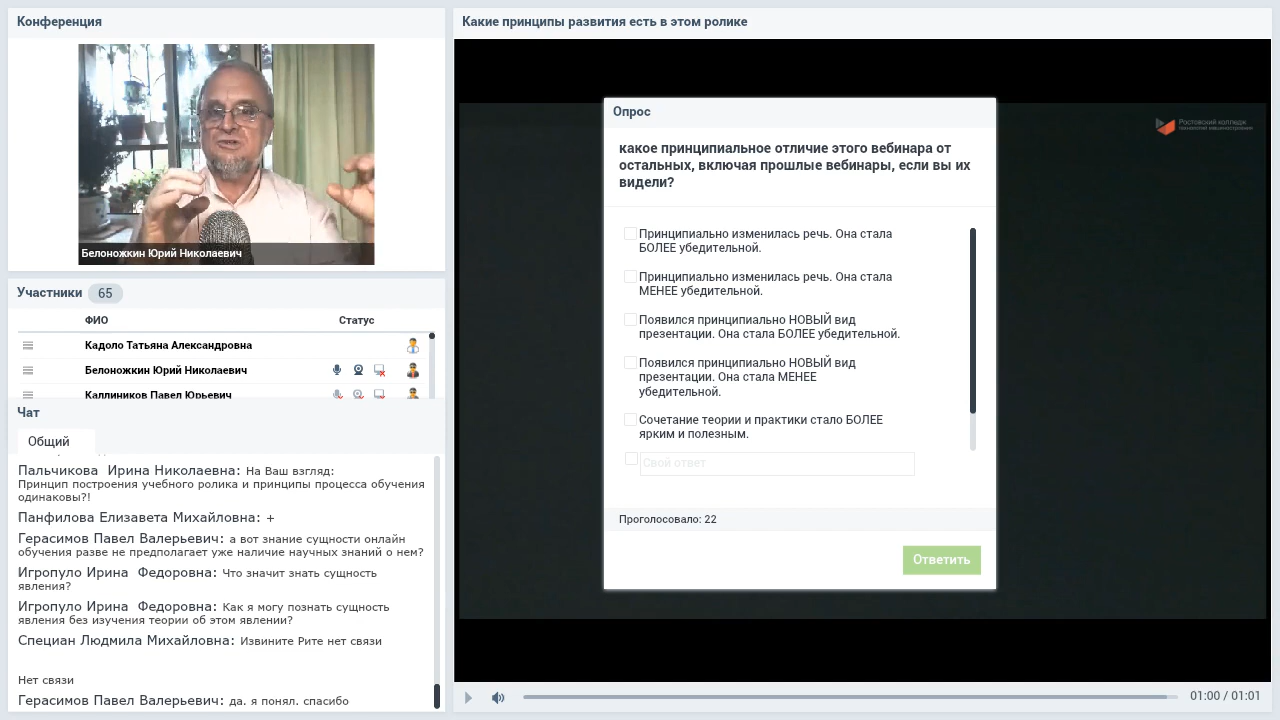 Конференция
Белоножкин Юрий Николаевич
Участники 65
ФИО Статус
Кадоло Татьяна Александровна
Белоножкин Юрий Николаевич
Каллиников Павел Юрьевич
Чат
Общий
Пальчикова Ирина Николаевна: На Ваш взгляд:
Принцип построения учебного ролика и принципы процесса обучения
одинаковы?!
Панфилова Елизавета Михайловна: +
Герасимов Павел Валерьевич: а вот знание сущности онлайн
обучения разве не предполагает уже наличие научных знаний о нем?
Игропуло Ирина Федоровна: Что значит знать сущность
явления?
Игропуло Ирина Федоровна: Как я могу познать сущность
явления без изучения теории об этом явлении?
Специан Людмила Михайловна: Извините Рите нет связи
Нет связи
Герасимов Павел Валерьевич: да. я понял. спасибо
Какие принципы развития есть в этом ролике
Ростовский колледж
технологий машиностроения
Опрос
какое принципиальное отличие этого вебинара от
остальных, включая прошлые вебинары, если вы их
видели?
Принципиально изменилась речь. Она стала
БОЛЕЕ убедительной.
Принципиально изменилась речь. Она стала
МЕНЕЕ убедительной.
Появился принципиально НОВЫЙ вид
презентации. Она стала БОЛЕЕ убедительной.
Появился принципиально НОВЫЙ вид
презентации. Она стала МЕНЕЕ
убедительной.
Сочетание теории и практики стало БОЛЕЕ
ярким и полезным.
Свой ответ
Проголосовало: 22
Ответить
01:00 / 01:01